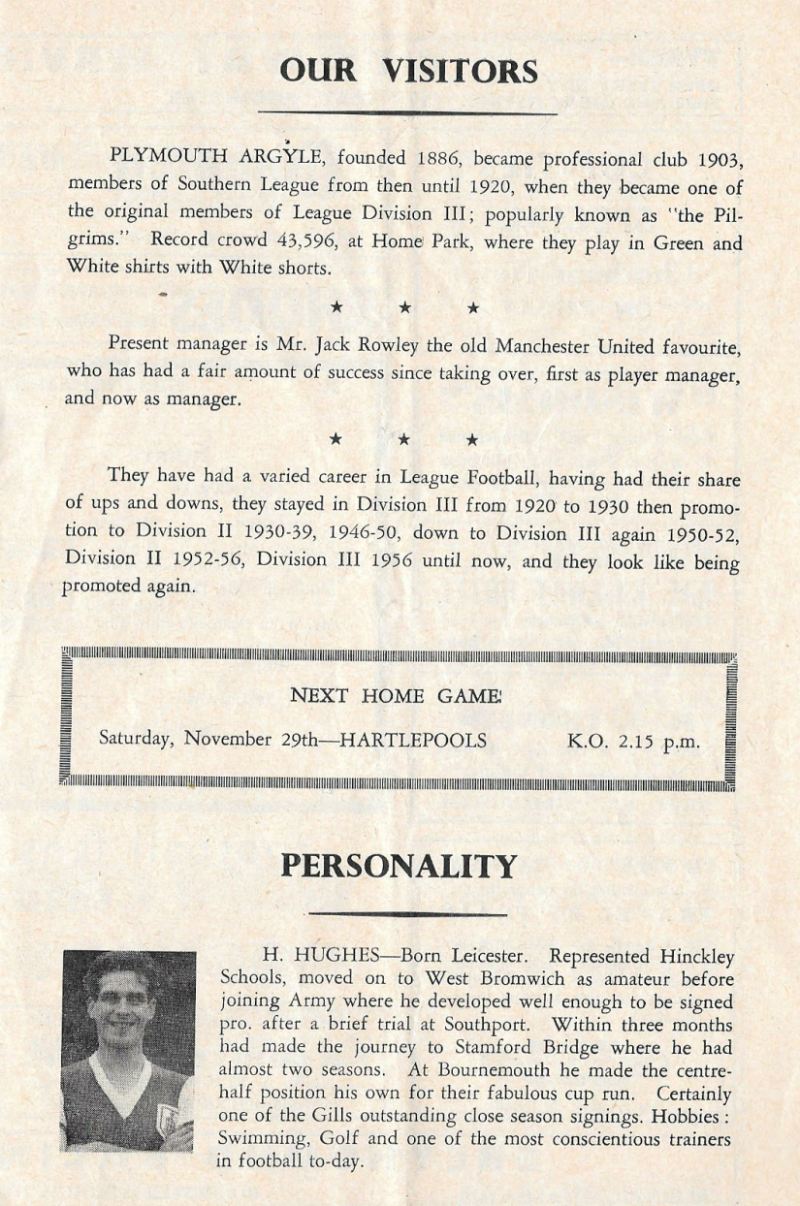 OUR VISITORS
PLYMOUTH ARGYLE, founded 1886, became professional club 1903,
members of Southern League from then until 1920, when they became one of
the original members of League Division III; popularly known as "the Pil-
grims." Record crowd 43,596, at Home Park, where they play in Green and
White shirts with White shorts.
★ ★ ★
Present manager is Mr. Jack Rowley the old Manchester United favourite,
who has had a fair amount of success since taking over, first as player manager,
and now as manager.
★ ★ ★
They have had a varied career in League Football, having had their share
of ups and downs, they stayed in Division III from 1920 to 1930 then promo-
tion to Division II 1930-39, 1946-50, down to Division III again 1950-52,
Division II 1952-56, Division III 1956 until now, and they look like being
promoted again.
NEXT HOME GAME
Saturday, November 29th—HARTLEPOOLS K.O. 2.15 p.m.
PERSONALITY
H. HUGHES—Born Leicester. Represented Hinckley
Schools, moved on to West Bromwich as amateur before
joining Army where he developed well enough to be signed
pro. after a brief trial at Southport. Within three months
had made the journey to Stamford Bridge where he had
almost two seasons. At Bournemouth he made the centre-
half position his own for their fabulous cup run. Certainly
one of the Gills outstanding close season signings. Hobbies :
Swimming, Golf and one of the most conscientious trainers
in football to-day.